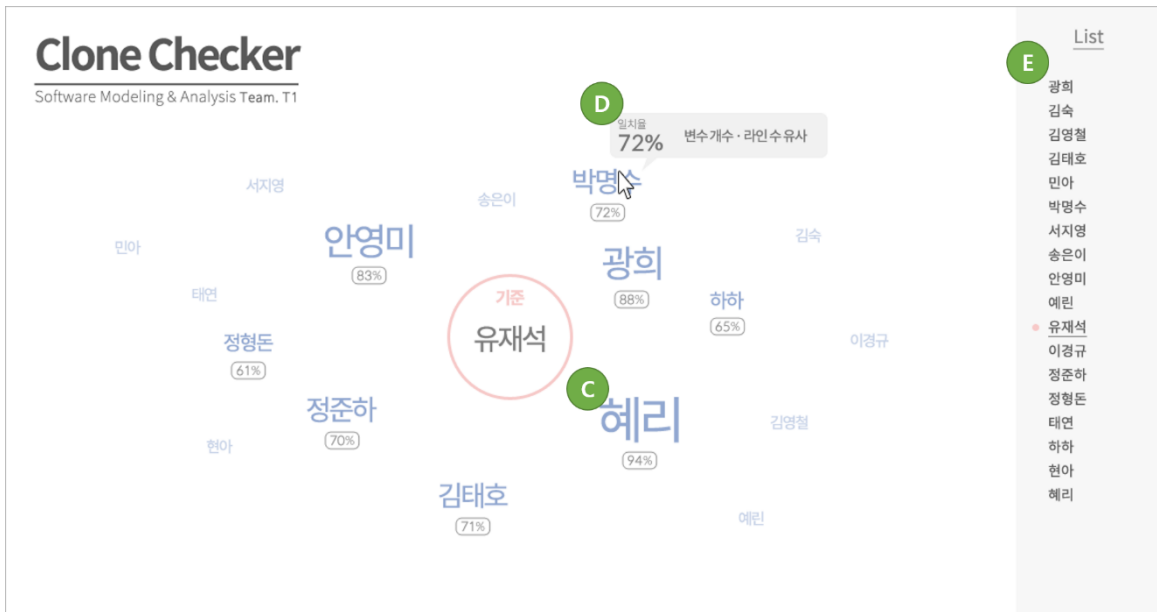 Clone Checker
Software Modeling & Analysis Team. T1
List
E
D
일치율
72%
변수 개수 · 라인 수 유사
서지영
송은이
박명수
72%
민아
안영미
83%
광희
88%
김숙
태연
기준
유재석
하하
65%
정형돈
61%
이경규
C
정준하
70%
혜리
94%
김영철
현아
김태호
71%
예린
광희
김숙
김영철
김태호
민아
박명수
서지영
송은이
안영미
예린
유재석
이경규
정준하
정형돈
태연
하하
현아
혜리